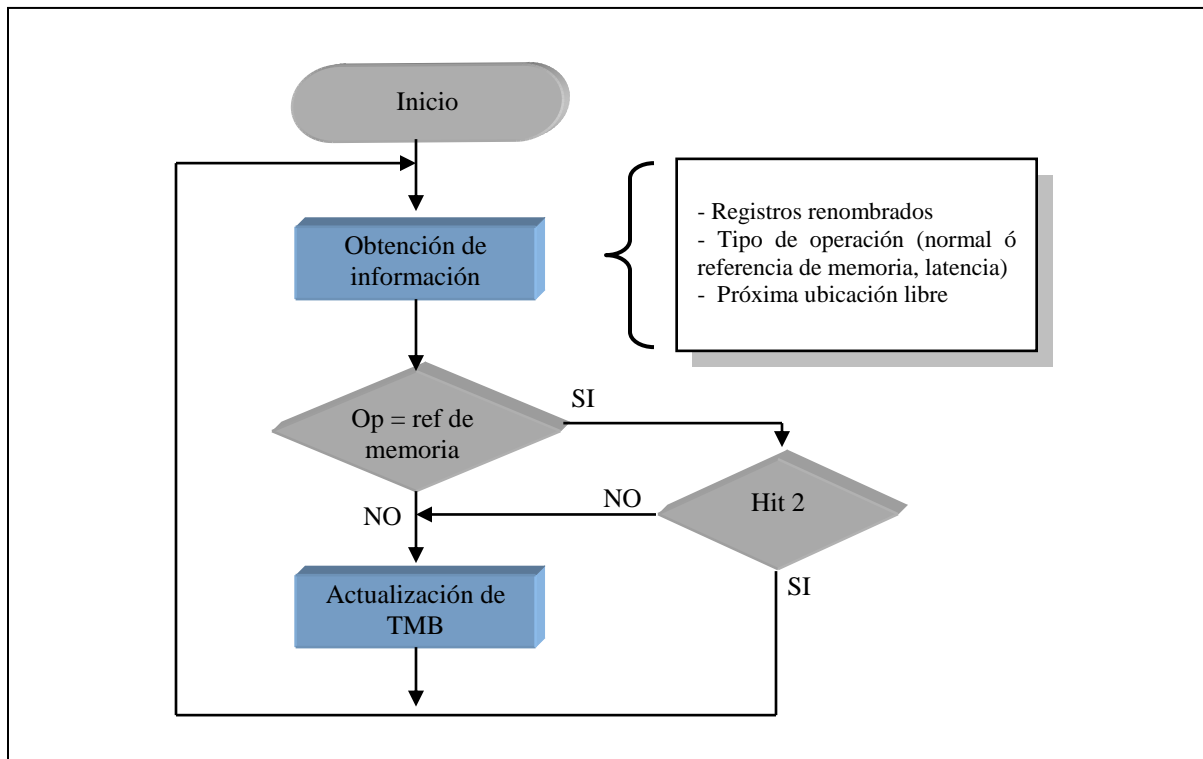 Inicio
Obtención de
información
- Registros renombrados
- Tipo de operación (normal ó
referencia de memoria, latencia)
- Próxima ubicación libre
Op = ref de
memoria
SI
NO
Hit 2
NO
SI
Actualización de
TMB